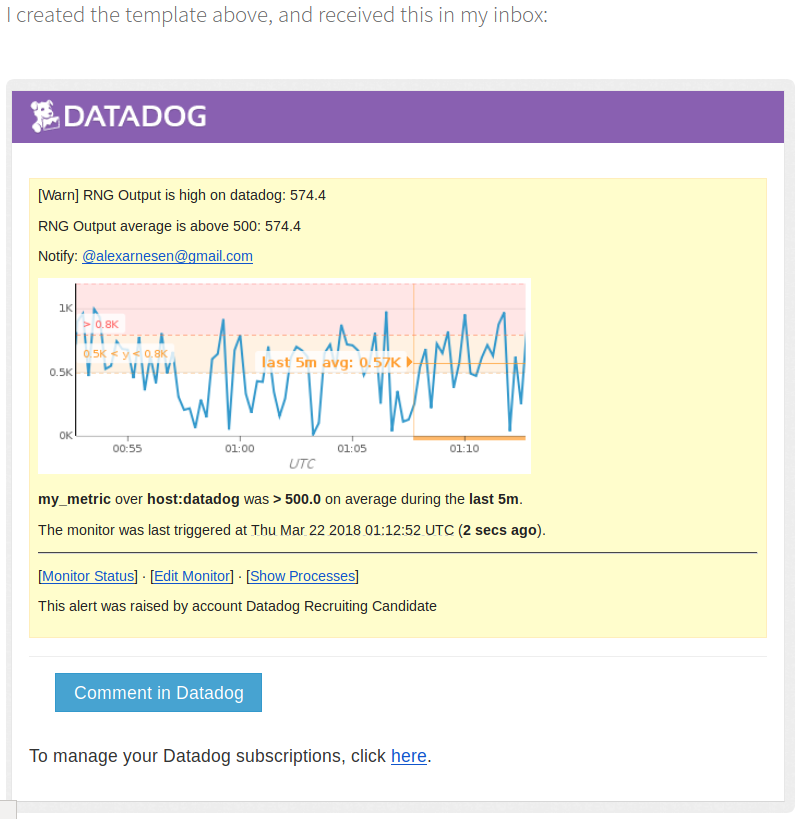 I created the template above, and received this in my inbox:
DATADOG
[Warn] RNG Output is high on datadog: 574.4
RNG Output average is above 500: 574.4
Notify: @alexarnesen@gmail.com
1K
> 0.8K
0.5K < y < 0.8K
last 5m avg: 0.57K
0.5K
0K
00:55 01:00 01:05 01:10
UTC
my_metric over host:datadog was > 500.0 on average during the last 5m.
The monitor was last triggered at Thu Mar 22 2018 01:12:52 UTC (2 secs ago).
[Monitor Status] · [Edit Monitor] · [Show Processes]
This alert was raised by account Datadog Recruiting Candidate
Comment in Datadog
To manage your Datadog subscriptions, click here.